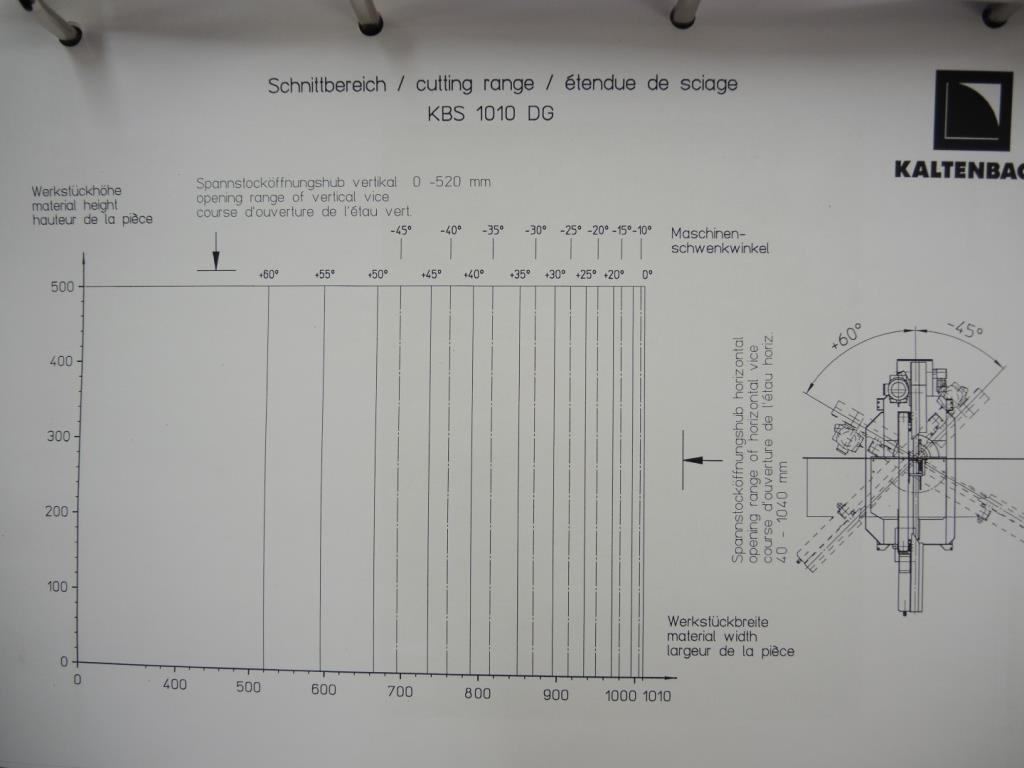 Schnittbereich / cutting range / étendue de sciage
KBS 1010 DG
KALTENBAC
Werkstückhöhe
material height
hauteur de la pièce
Spannstocköffnungshub vertikal 0 -520 mm
opening range of vertical vice
course d'ouverture de l'étau vert.
-45° -40° -35° -30° -25° -20° -15° -10°
Maschinen-
schwenkwinkel
+60° +55° +50° +45° +40° +35° +30° +25° +20° 0°
500
400
300
200
100
0
0 400 500 600 700 800 900 1000 1010
Spannstocköffnungshub horizontal
opening range of horizontal vice
course d'ouverture de l'étau horiz.
40 - 1040 mm
+60° -45°
Werkstückbreite
material width
largeur de la pièce